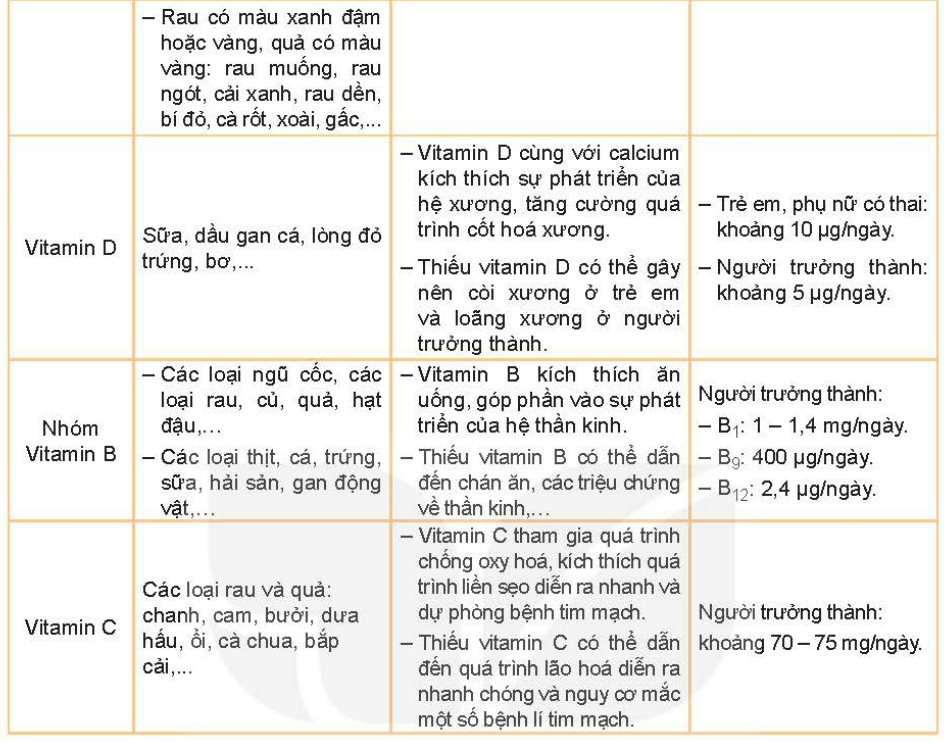 – Rau có màu xanh đậm
hoặc vàng, quả có màu
vàng: rau muống, rau
ngót, cải xanh, rau dền,
bí đỏ, cà rốt, xoài, gấc,...
Vitamin D
Sữa, dầu gan cá, lòng đỏ
trứng, bơ,...
– Vitamin D cùng với calcium
kích thích sự phát triển của
hệ xương, tăng cường quá
trình cốt hoá xương.
– Thiếu vitamin D có thể gây
nên còi xương ở trẻ em
và loãng xương ở người
trưởng thành.
– Trẻ em, phụ nữ có thai:
khoảng 10 µg/ngày.
– Người trưởng thành:
khoảng 5 µg/ngày.
Nhóm
Vitamin B
– Các loại ngũ cốc, các
loại rau, củ, quả, hạt
đậu,...
– Các loại thịt, cá, trứng,
sữa, hải sản, gan động
vật,...
– Vitamin B kích thích ăn
uống, góp phần vào sự phát
triển của hệ thần kinh.
– Thiếu vitamin B có thể dẫn
đến chán ăn, các triệu chứng
về thần kinh,...
Người trưởng thành:
– B₁: 1 – 1,4 mg/ngày.
– B₉: 400 µg/ngày.
– B₁₂: 2,4 µg/ngày.
Vitamin C
Các loại rau và quả:
chanh, cam, bưởi, dưa
hấu, ổi, cà chua, bắp
cải,...
– Vitamin C tham gia quá trình
chống oxy hoá, kích thích quá
trình liền sẹo diễn ra nhanh và
dự phòng bệnh tim mạch.
– Thiếu vitamin C có thể dẫn
đến quá trình lão hoá diễn ra
nhanh chóng và nguy cơ mắc
một số bệnh lí tim mạch.
Người trưởng thành:
khoảng 70 – 75 mg/ngày.